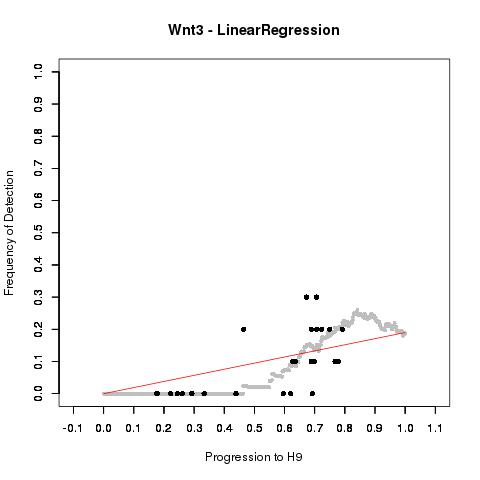 Wnt3 - LinearRegression
Frequency of Detection
1.0
0.9
0.8
0.7
0.6
0.5
0.4
0.3
0.2
0.1
0.0
-0.1 0.0 0.1 0.2 0.3 0.4 0.5 0.6 0.7 0.8 0.9 1.0 1.1
Progression to H9